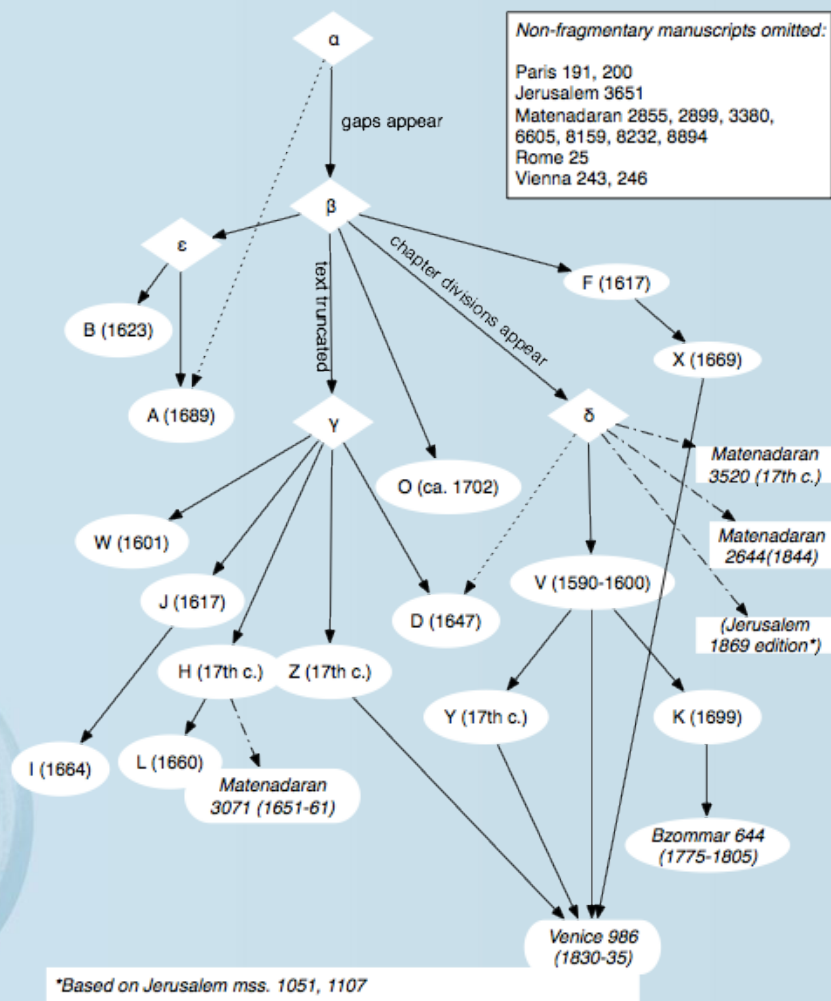 α
Non-fragmentary manuscripts omitted:
Paris 191, 200
Jerusalem 3651
Matenadaran 2855, 2899, 3380,
6605, 8159, 8232, 8894
Rome 25
Vienna 243, 246
gaps appear
β
ε
chapter divisions appear
text truncated
F (1617)
B (1623)
X (1669)
A (1689)
γ
δ
Matenadaran
3520 (17th c.)
O (ca. 1702)
W (1601)
Matenadaran
2644(1844)
V (1590-1600)
J (1617)
D (1647)
(Jerusalem
1869 edition*)
H (17th c.)
Z (17th c.)
Y (17th c.)
K (1699)
I (1664)
L (1660)
Matenadaran
3071 (1651-61)
Bzommar 644
(1775-1805)
Venice 986
(1830-35)
*Based on Jerusalem mss. 1051, 1107